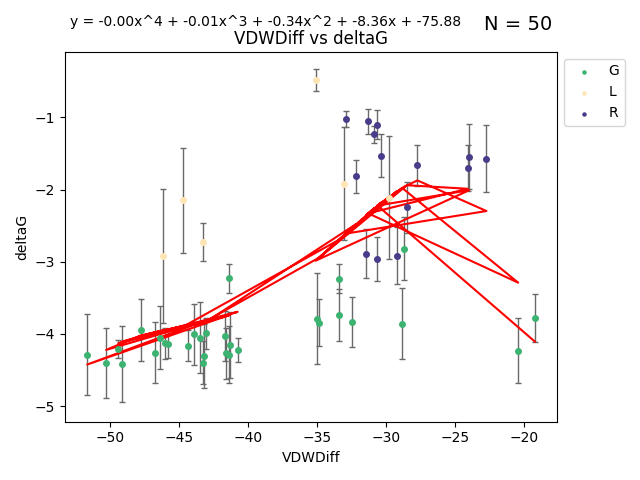 y = -0.00x^4 + -0.01x^3 + -0.34x^2 + -8.36x + -75.88
N = 50
VDWDiff vs deltaG
G
L
R
−1
−2
−3
−4
−5
deltaG
−50 −45 −40 −35 −30 −25 −20
VDWDiff